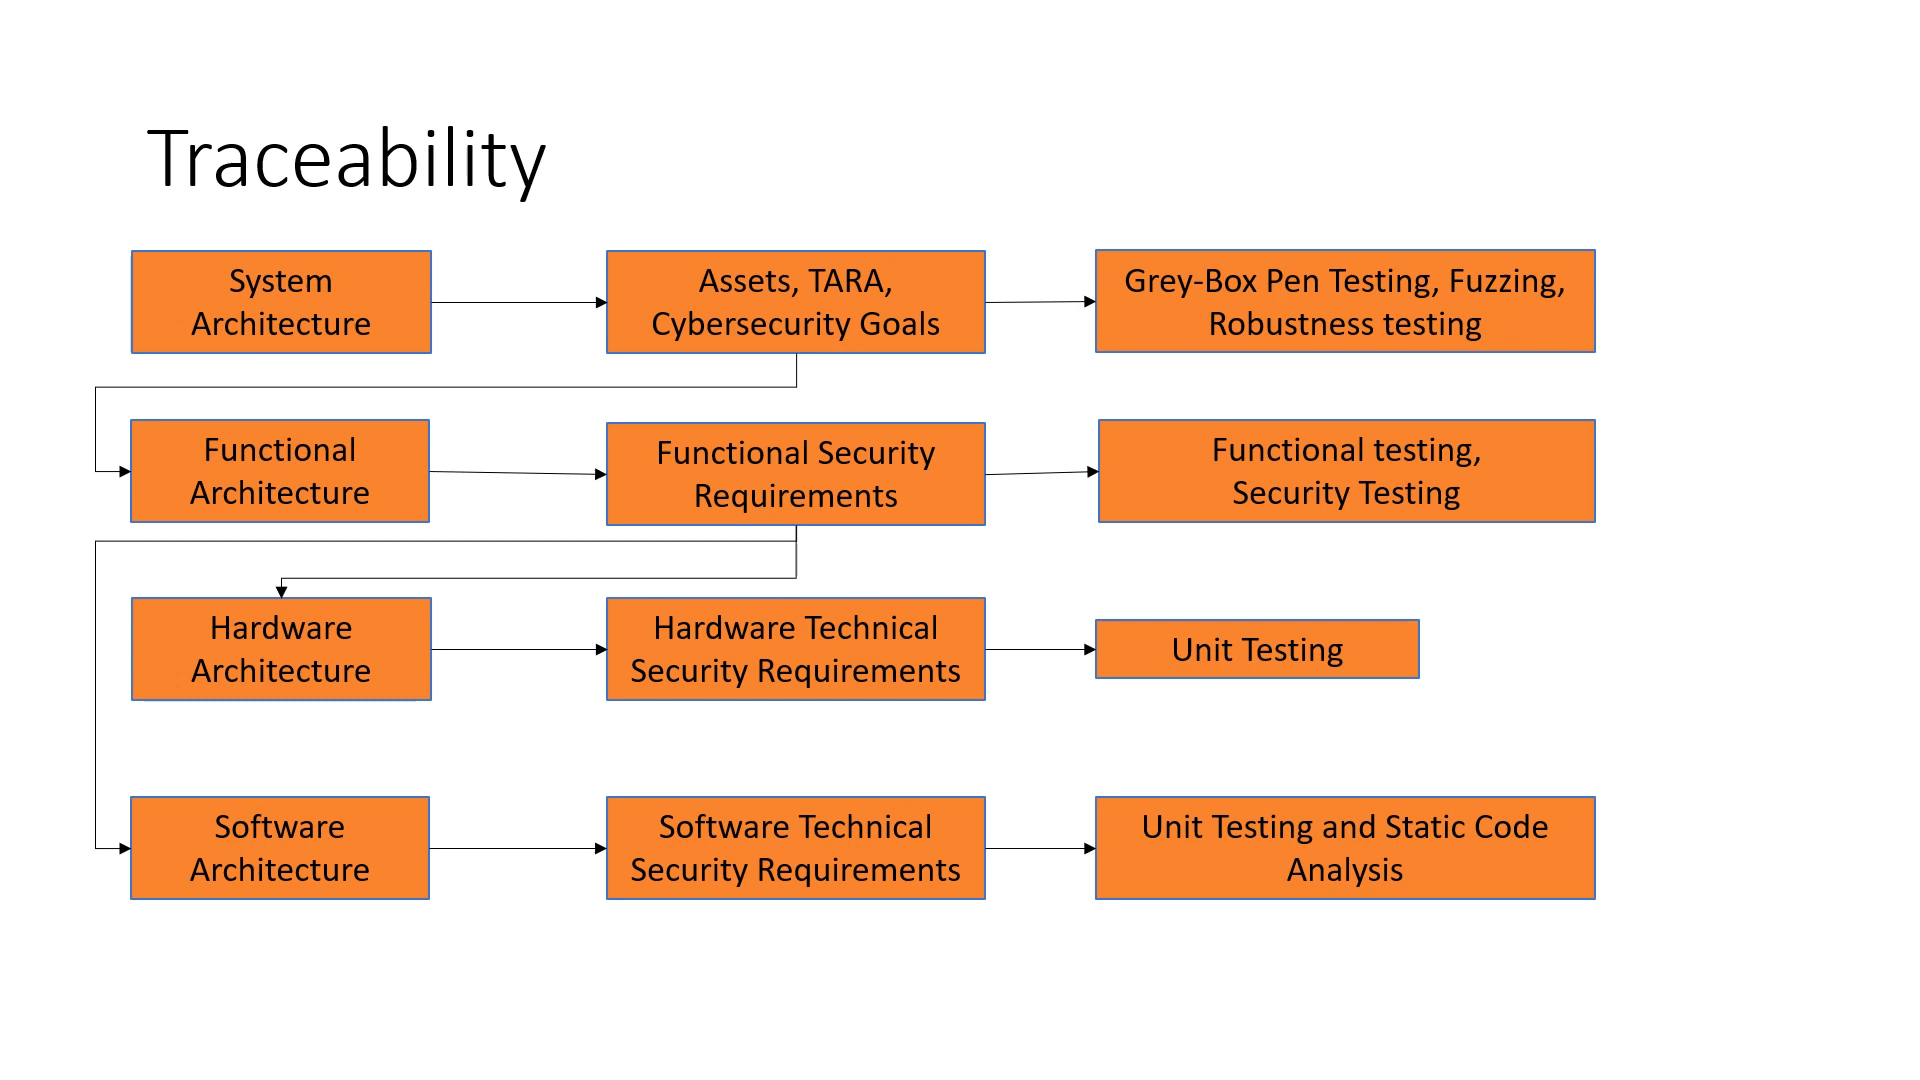 Traceability
System
Architecture
Assets, TARA,
Cybersecurity Goals
Grey-Box Pen Testing, Fuzzing,
Robustness testing
Functional
Architecture
Functional Security
Requirements
Functional testing,
Security Testing
Hardware
Architecture
Hardware Technical
Security Requirements
Unit Testing
Software
Architecture
Software Technical
Security Requirements
Unit Testing and Static Code
Analysis